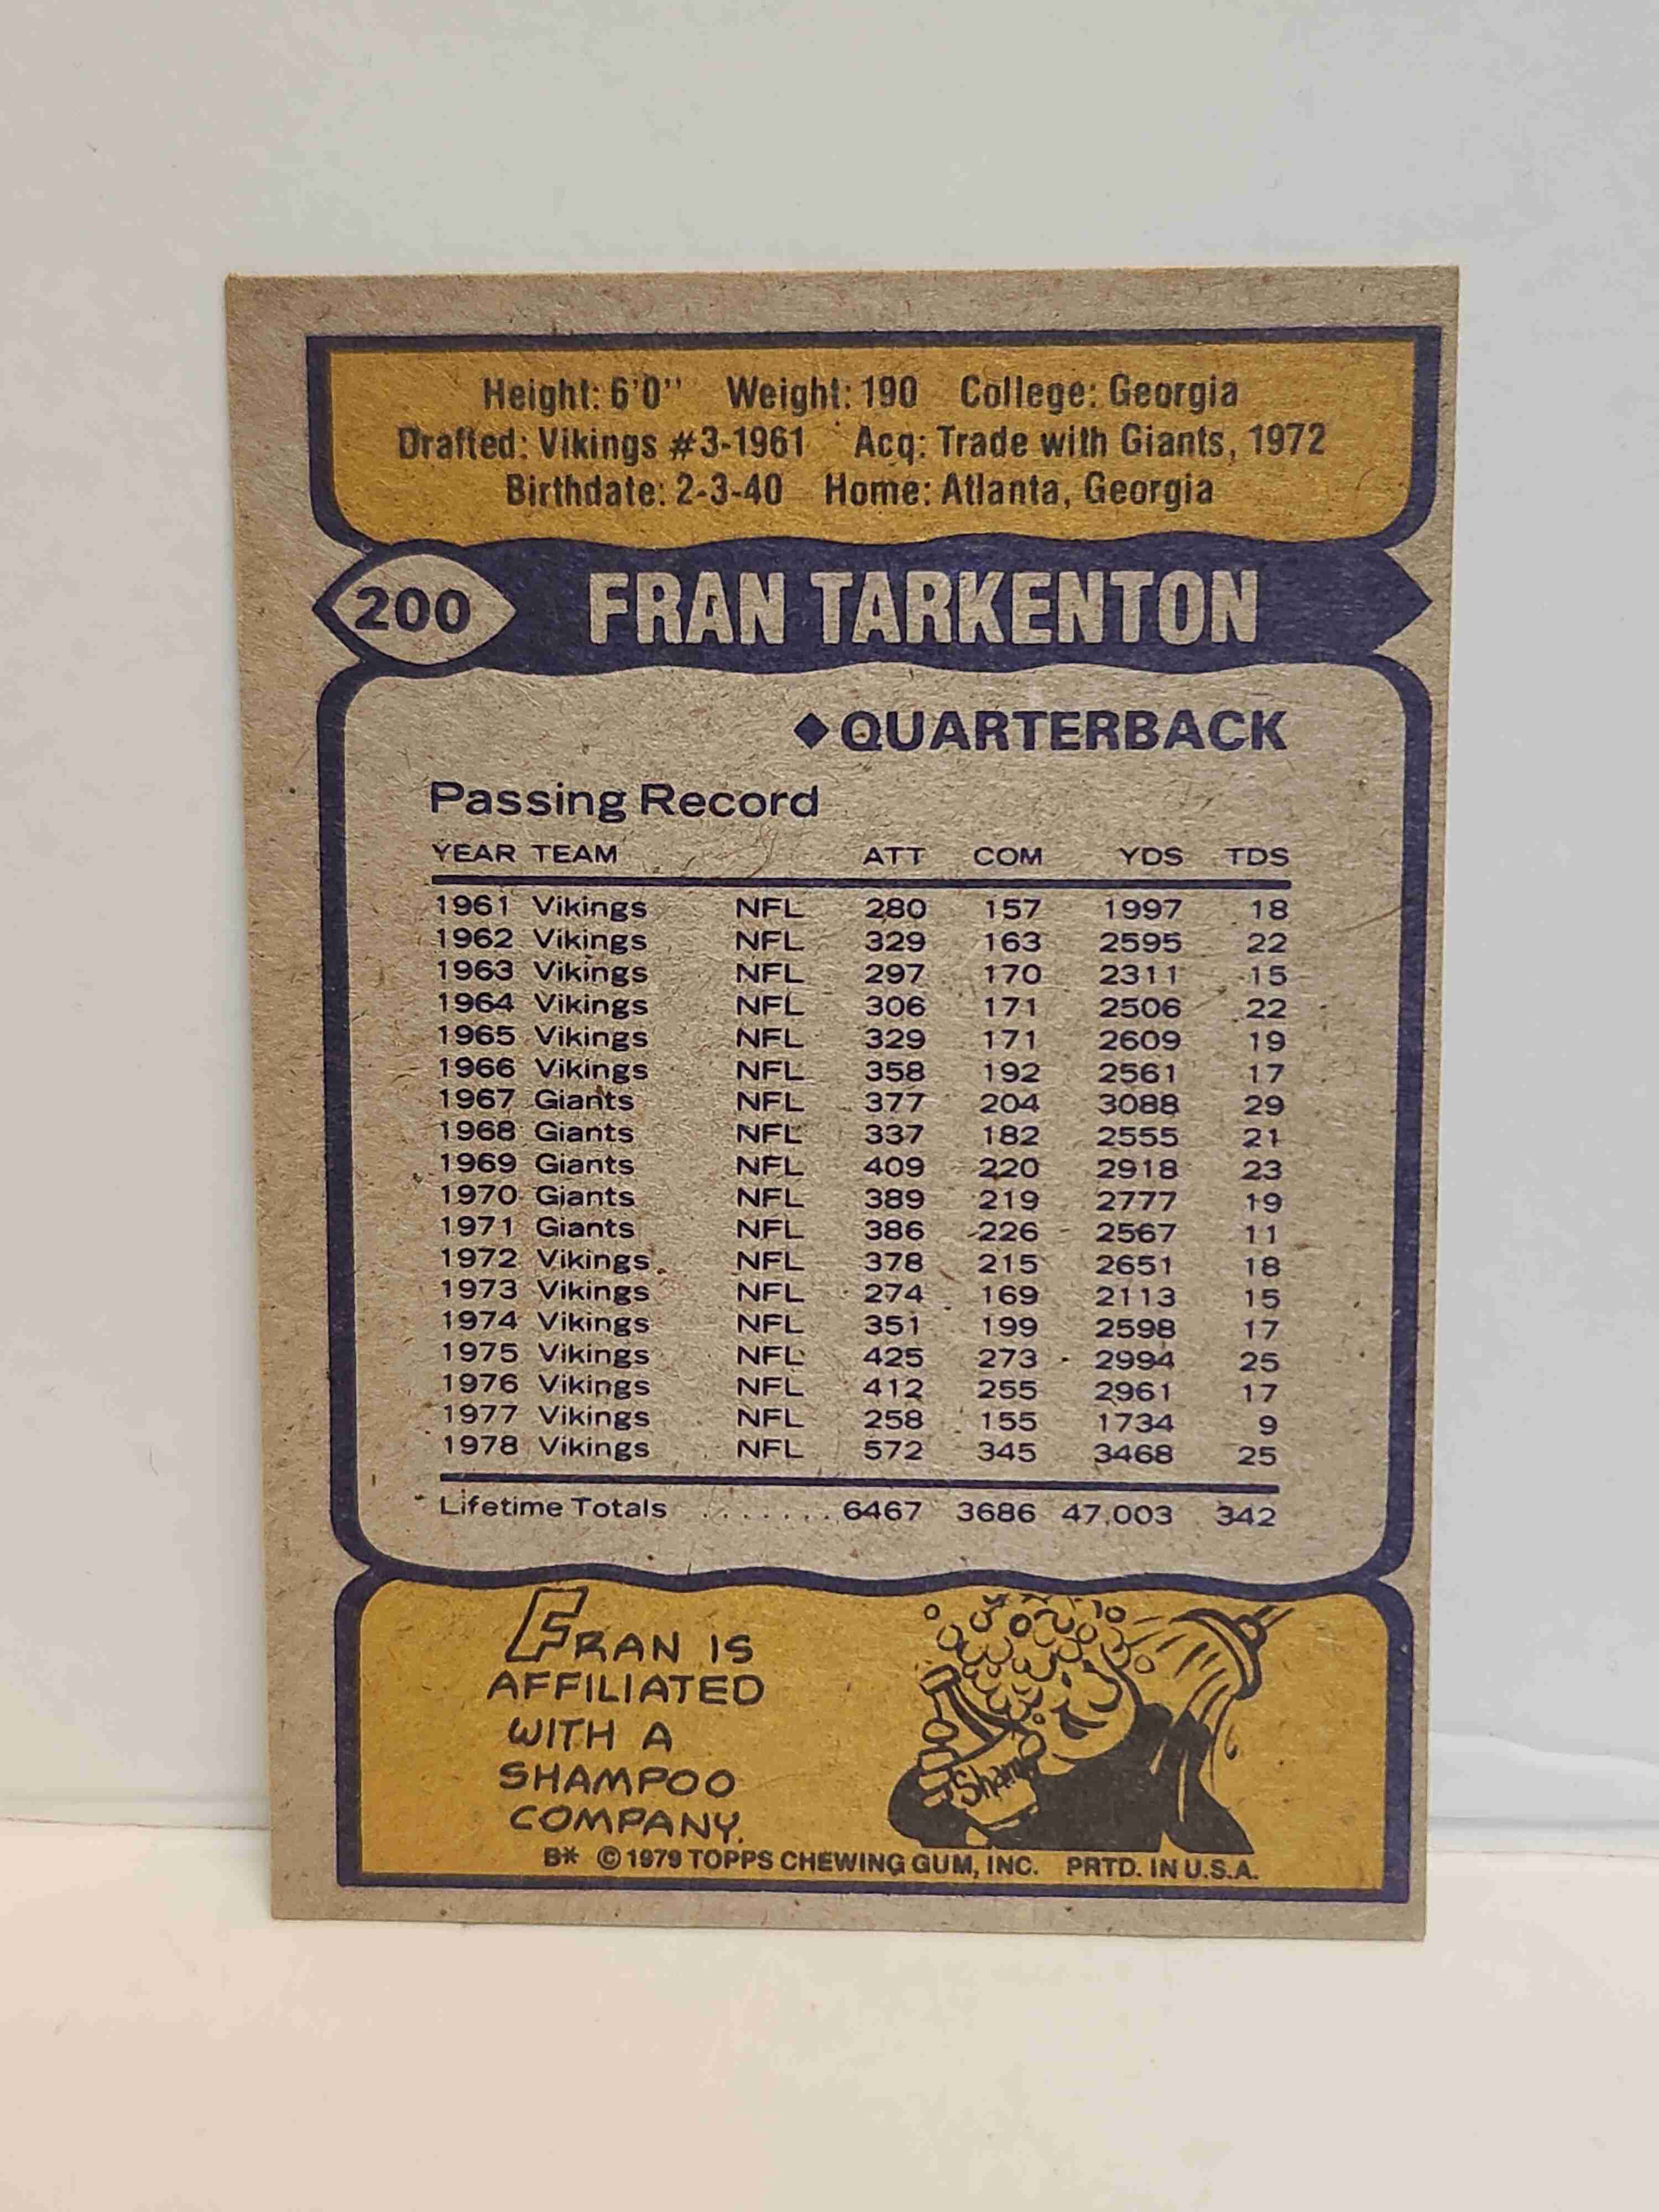 Height: 6'0" Weight: 190 College: Georgia
Drafted: Vikings #3-1961 Acq: Trade with Giants, 1972
Birthdate: 2-3-40 Home: Atlanta, Georgia
200 FRAN TARKENTON
◆QUARTERBACK
Passing Record
YEAR TEAM ATT COM YDS TDS
1961 Vikings NFL 280 157 1997 18
1962 Vikings NFL 329 163 2595 22
1963 Vikings NFL 297 170 2311 15
1964 Vikings NFL 306 171 2506 22
1965 Vikings NFL 329 171 2609 19
1966 Vikings NFL 358 192 2561 17
1967 Giants NFL 377 204 3088 29
1968 Giants NFL 337 182 2555 21
1969 Giants NFL 409 220 2918 23
1970 Giants NFL 389 219 2777 19
1971 Giants NFL 386 226 2567 11
1972 Vikings NFL 378 215 2651 18
1973 Vikings NFL 274 169 2113 15
1974 Vikings NFL 351 199 2598 17
1975 Vikings NFL 425 273 2994 25
1976 Vikings NFL 412 255 2961 17
1977 Vikings NFL 258 155 1734 9
1978 Vikings NFL 572 345 3468 25
Lifetime Totals ....... 6467 3686 47,003 342
FRAN IS
AFFILIATED
WITH A
SHAMPOO
COMPANY.
Sham
B* © 1979 TOPPS CHEWING GUM, INC. PRTD. IN U.S.A.